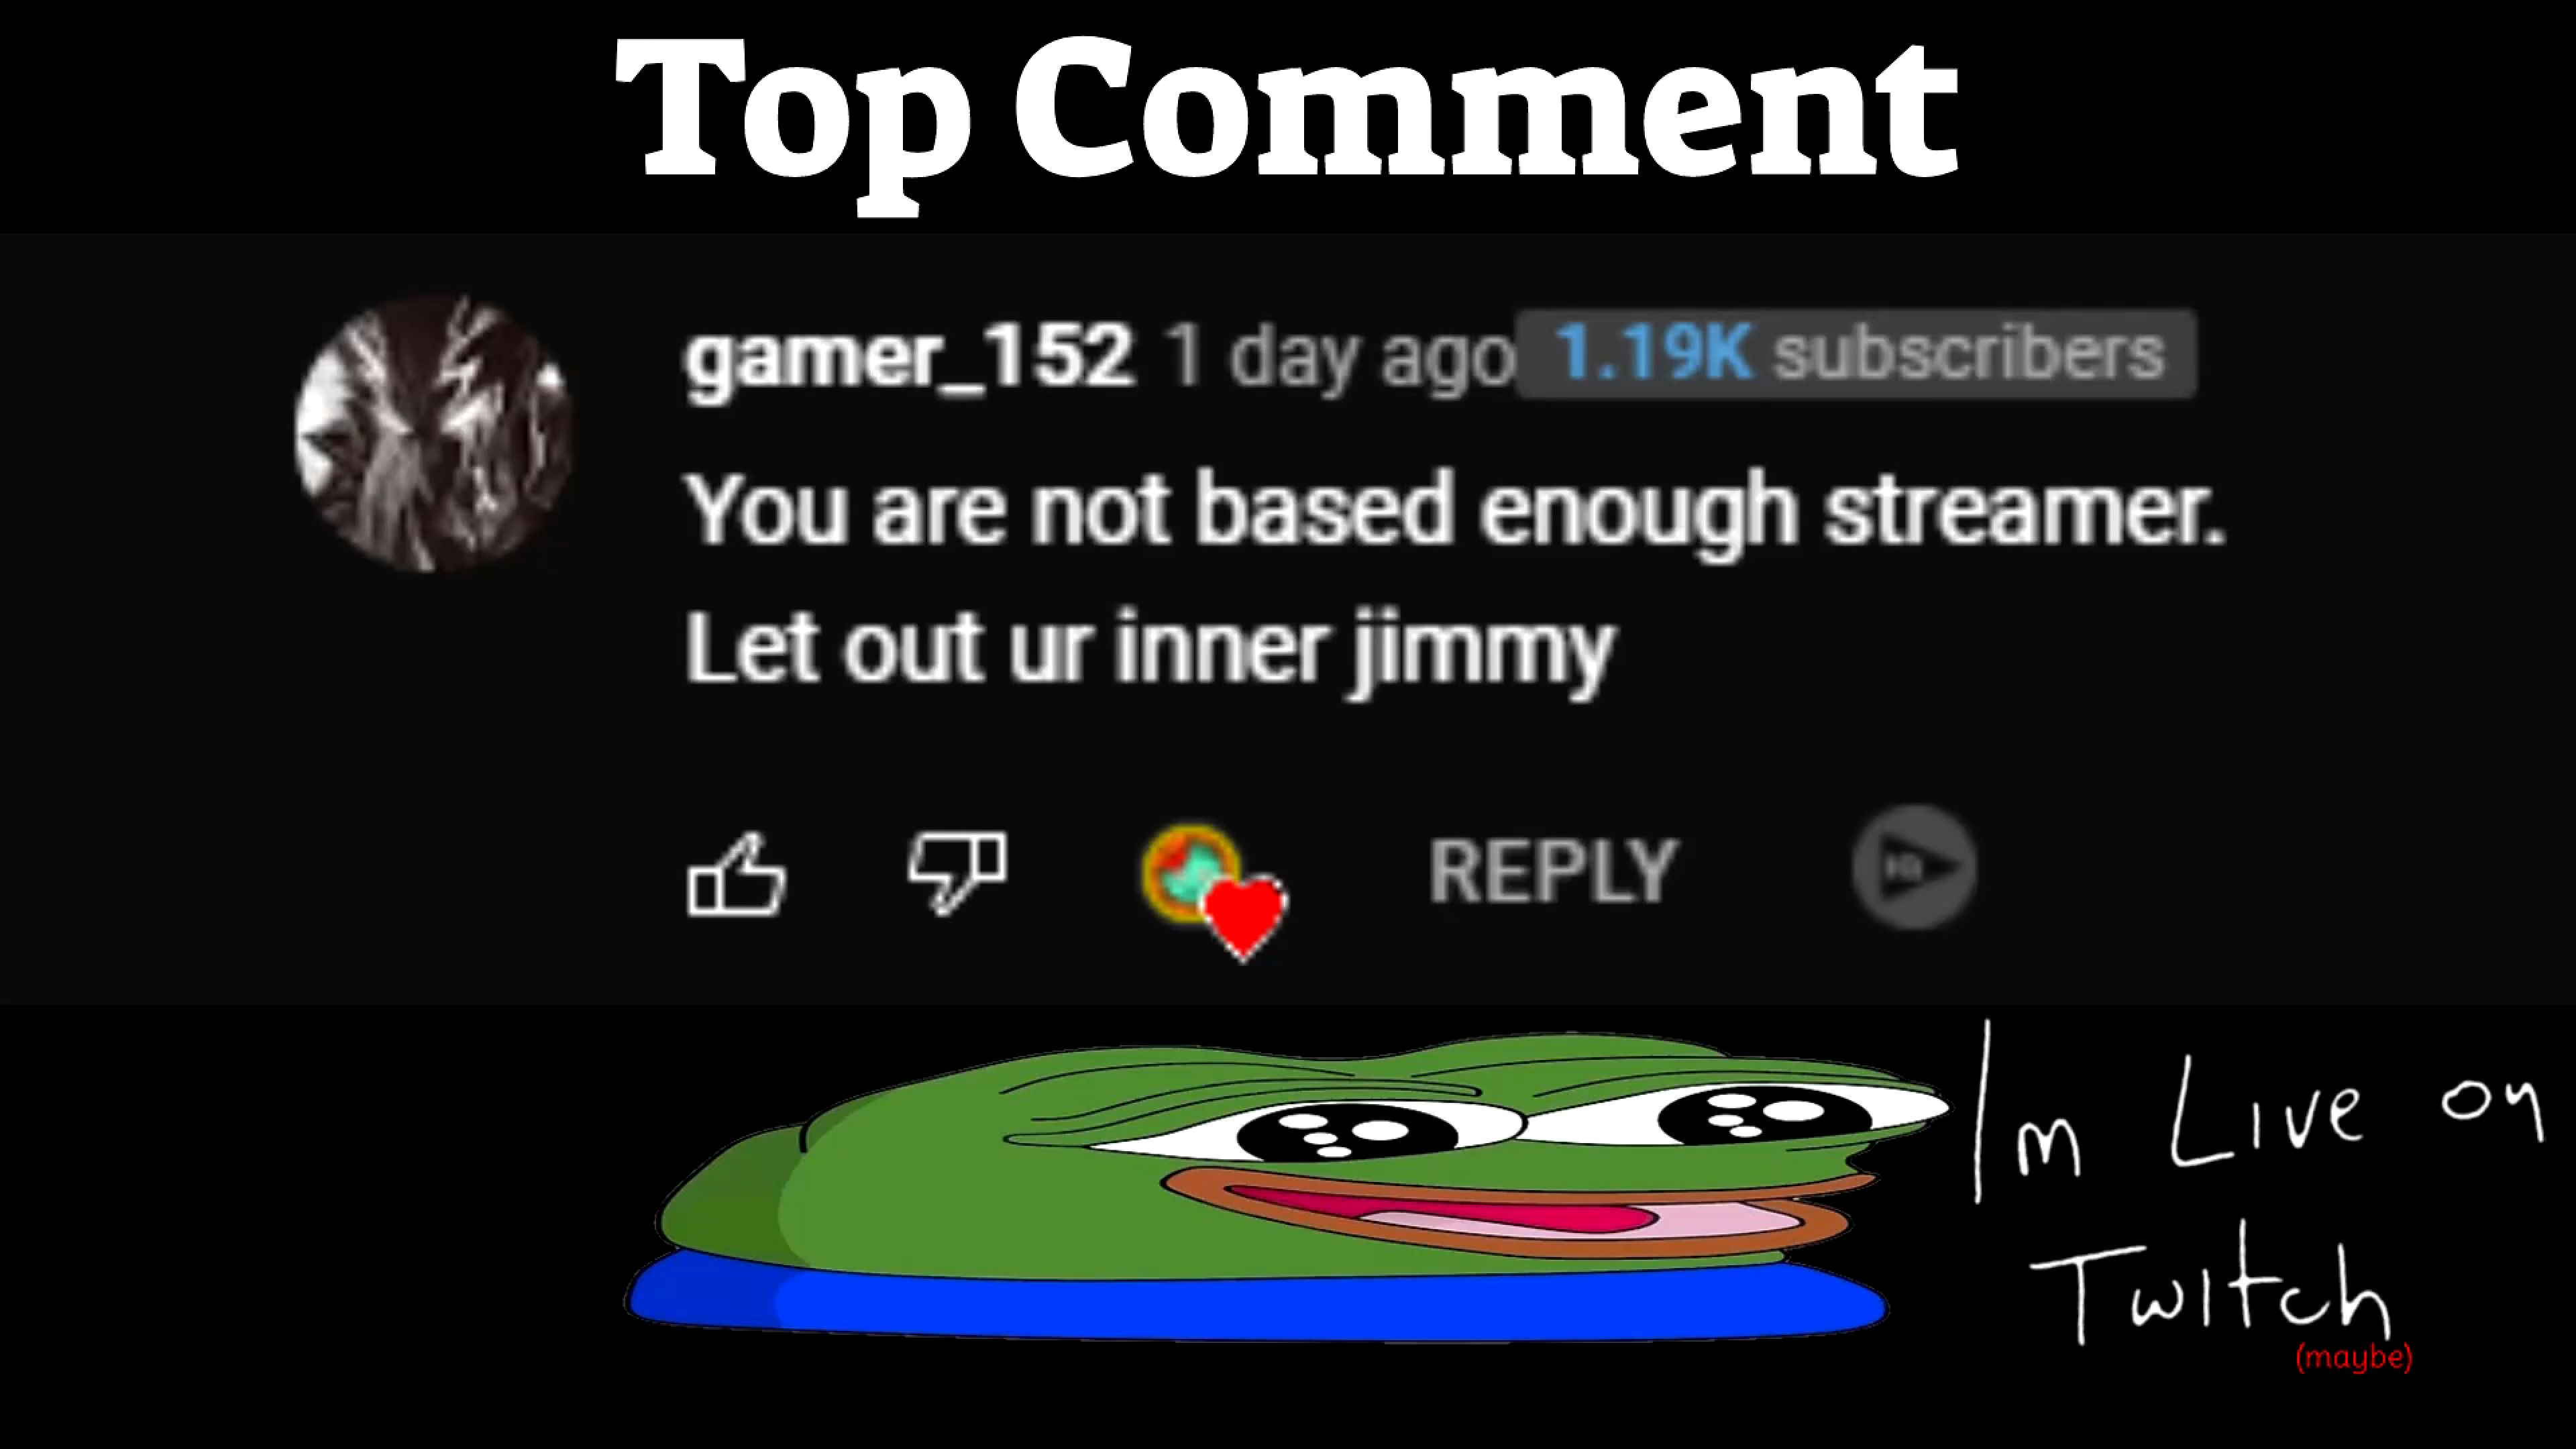 Top Comment
gamer_152 1 day ago 1.19K subscribers
You are not based enough streamer.
Let out ur inner jimmy
REPLY
Im Live on
Twitch
(maybe)